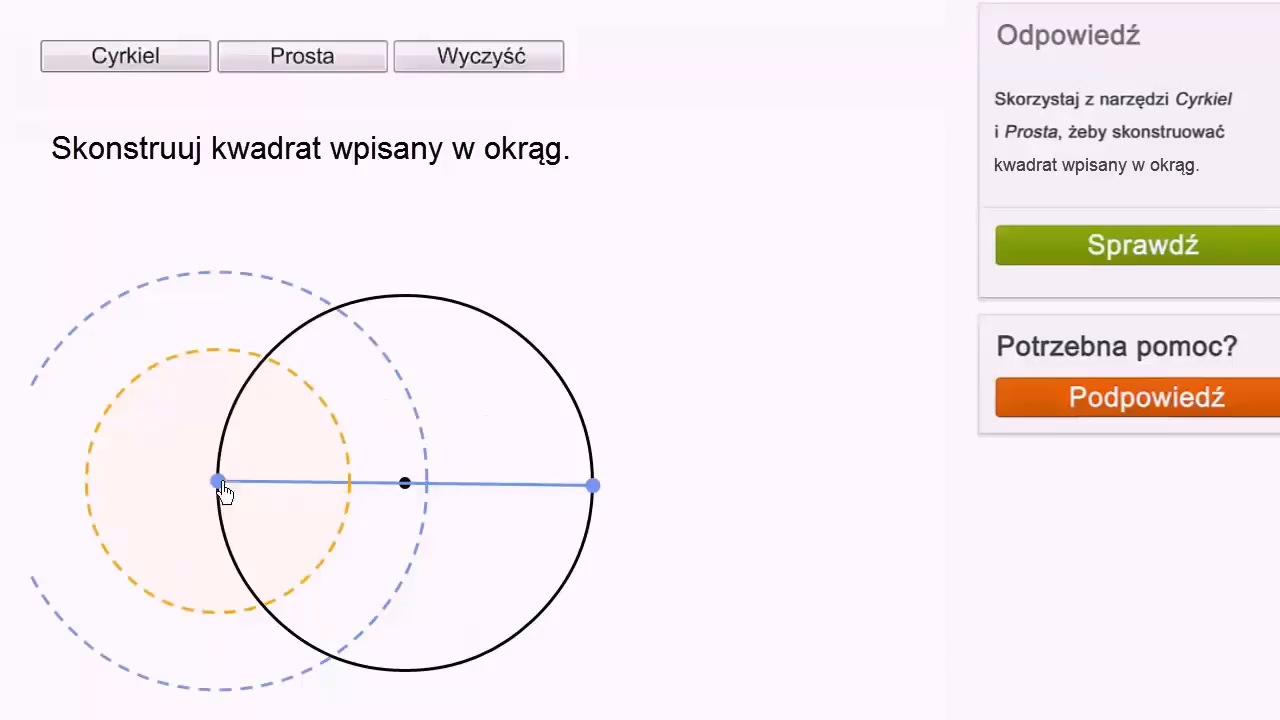 Cyrkiel Prosta Wyczyść
Skonstruuj kwadrat wpisany w okrąg.
Odpowiedź
Skorzystaj z narzędzi Cyrkiel
i Prosta, żeby skonstruować
kwadrat wpisany w okrąg.
Sprawdź
Potrzebna pomoc?
Podpowiedź